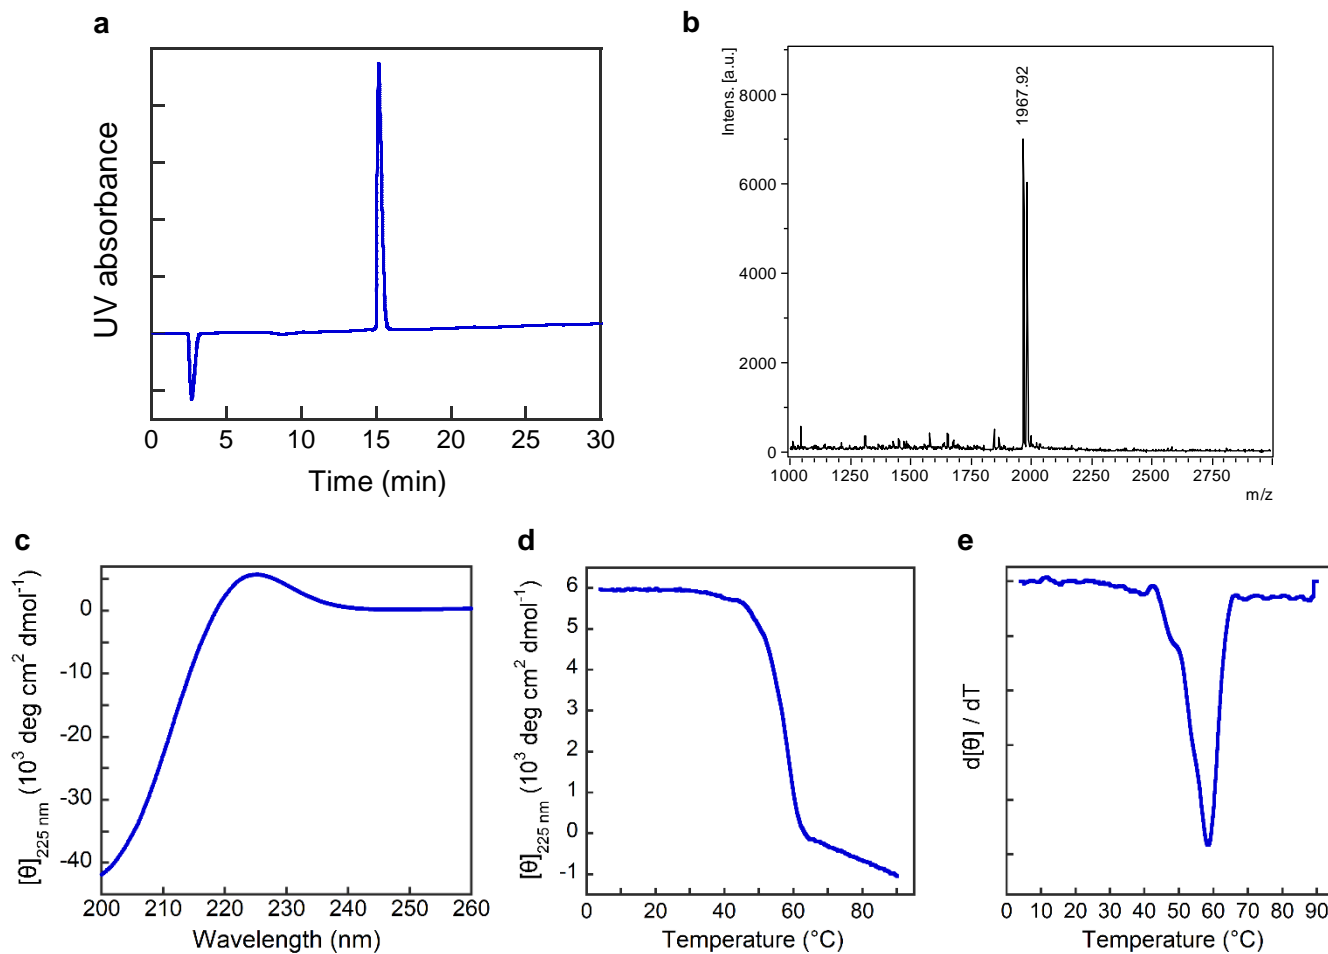 a
UV absorbance
0 5 10 15 20 25 30
Time (min)
b
Intens. [a.u.]
8000
6000
4000
2000
0
1967.92
1000 1250 1500 1750 2000 2250 2500 2750
m/z
c
[θ]225 nm (10³ deg cm² dmol⁻¹)
0
-10
-20
-30
-40
200 210 220 230 240 250 260
Wavelength (nm)
d
[θ]225 nm (10³ deg cm² dmol⁻¹)
6
5
4
3
2
1
0
-1
0 20 40 60 80
Temperature (°C)
e
d[θ] / dT
0 10 20 30 40 50 60 70 80 90
Temperature (°C)